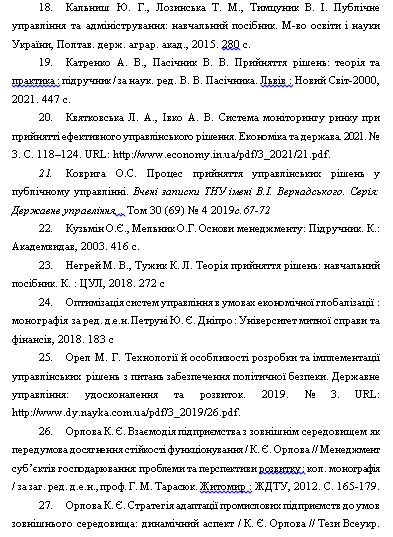 18. Кальниш Ю. Г., Лозинська Т. М., Тимцуник В. І. Публічне
управління та адміністрування: навчальний посібник. М-во освіти і науки
України, Полтав. держ. аграр. акад., 2015. 280 с.
19. Катренко А. В., Пасічник В. В. Прийняття рішень: теорія та
практика : підручник / за наук. ред. В. В. Пасічника. Львів : Новий Світ-2000,
2021. 447 с.
20. Квятковська Л. А., Івко А. В. Система моніторингу ринку при
прийнятті ефективного управлінського рішення. Економіка та держава. 2021. №
3. С. 118–124. URL: http://www.economy.in.ua/pdf/3_2021/21.pdf.
21. Коврига О.С. Процес прийняття управлінських рішень у
публічному управлінні. Вчені записки ТНУ імені В.І. Вернадського. Серія:
Державне управління. Том 30 (69) № 4 2019с. 67-72
22. Кузьмін О.Є., Мельник О.Г. Основи менеджменту: Підручник. К.:
Академвидав, 2003. 416 с.
23. Негрей М. В., Тужик К. Л. Теорія прийняття рішень: навчальний
посібник. К. : ЦУЛ, 2018. 272 с
24. Оптимізація систем управління в умовах економічної глобалізації :
монографія за ред. д.е.н. Петруні Ю. Є. Дніпро : Університет митної справи та
фінансів, 2018. 183 с
25. Орел М. Г. Технології й особливості розробки та імплементації
управлінських рішень з питань забезпечення політичної безпеки. Державне
управління: удосконалення та розвиток. 2019. № 3. URL:
http://www.dy.nayka.com.ua/pdf/3_2019/26.pdf.
26. Орлова К. Є. Взаємодія підприємства з зовнішнім середовищем як
передумова досягнення стійкості функціонування / К. Є. Орлова // Менеджмент
суб’єктів господарювання: проблеми та перспективи розвитку : кол. монографія
/ за заг. ред. д.е.н., проф. Г. М. Тарасюк. Житомир : ЖДТУ, 2012. С. 165-179.
27. Орлова К. Є. Стратегія адаптації промислових підприємств до умов
зовнішнього середовища: динамічний аспект / К. Є. Орлова // Тези Всеукр.